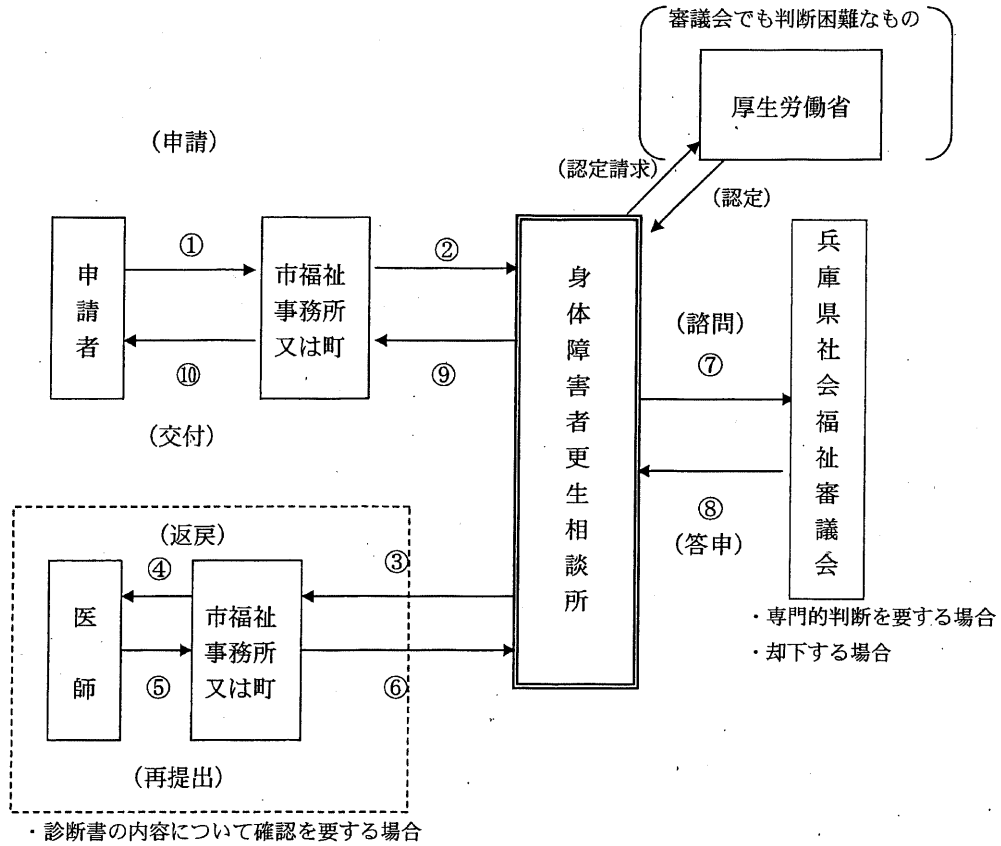 審議会でも判断困難なもの
厚生労働省
(申請)
(認定請求)
(認定)
申請者
①
市福祉
事務所
又は町
②
身体障害者更生相談所
兵庫県社会福祉審議会
(諮問)
⑦
⑩
⑨
(交付)
⑧
(答申)
・専門的判断を要する場合
・却下する場合
(返戻)
④
③
医師
市福祉
事務所
又は町
⑤
⑥
(再提出)
・診断書の内容について確認を要する場合